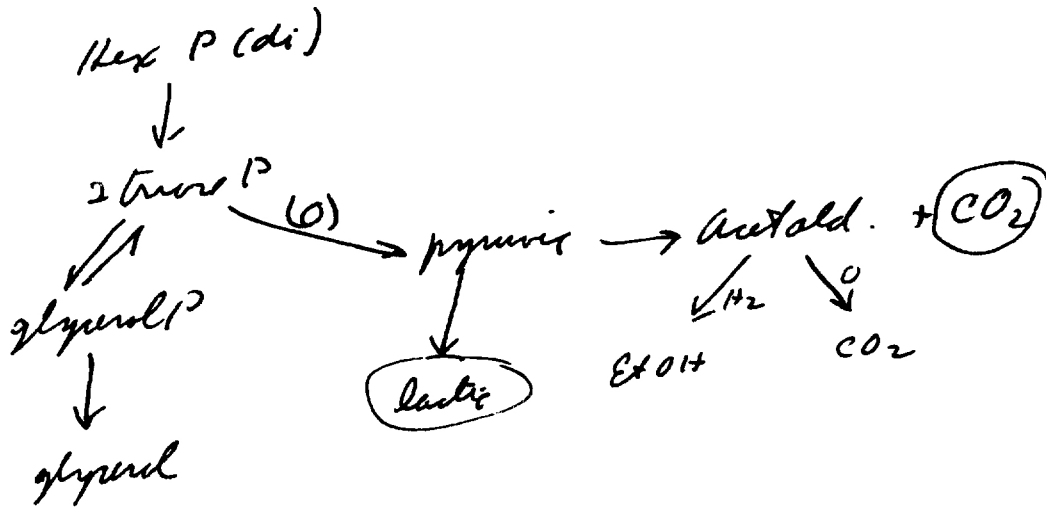 Hex P (di)
2 triose P
(O)
pyruvic → Acetald. + CO2
glycerol P
H2
O
EtOH
CO2
lactic
glycerol